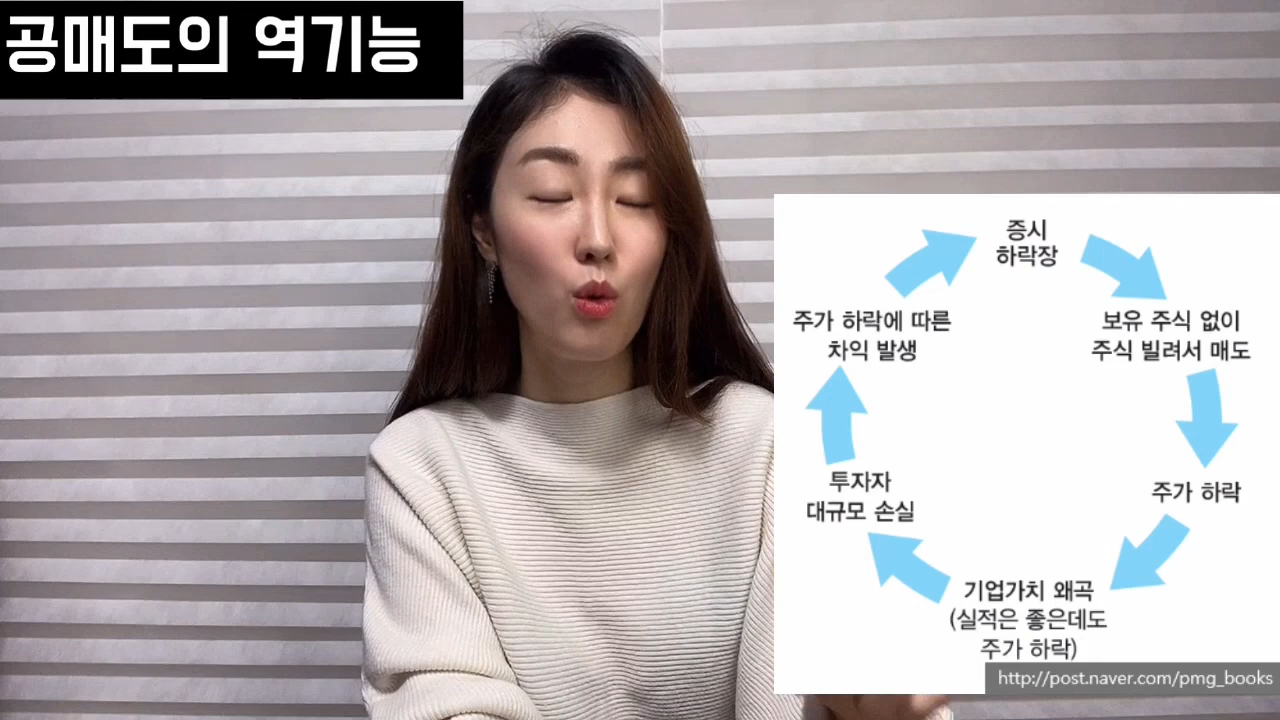 공매도의 역기능
증시
하락장
보유 주식 없이
주식 빌려서 매도
주가 하락
기업가치 왜곡
(실적은 좋은데도
주가 하락)
투자자
대규모 손실
주가 하락에 따른
차익 발생
http://post.naver.com/pmg_books